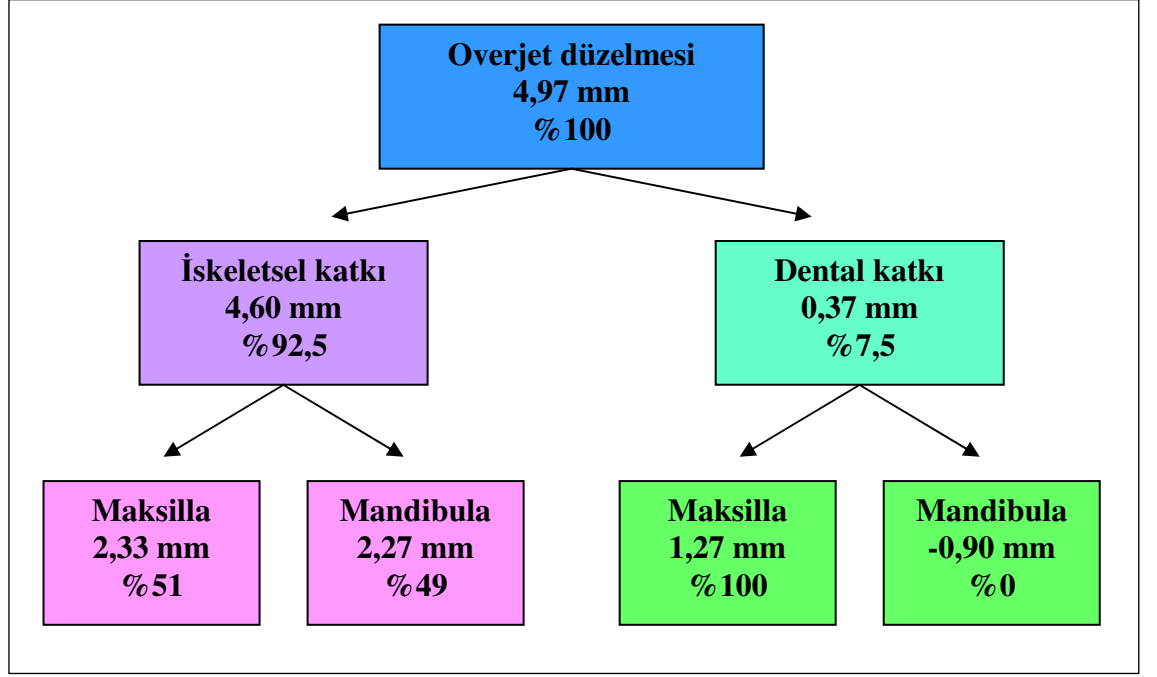 Overjet düzelmesi
4,97 mm
%100
İskeletsel katkı
4,60 mm
%92,5
Dental katkı
0,37 mm
%7,5
Maksilla
2,33 mm
%51
Mandibula
2,27 mm
%49
Maksilla
1,27 mm
%100
Mandibula
-0,90 mm
%0